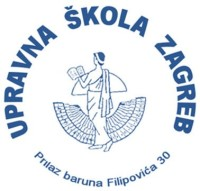 UPRAVNA ŠKOLA ZAGREB
Prilaz baruna Filipovića 30